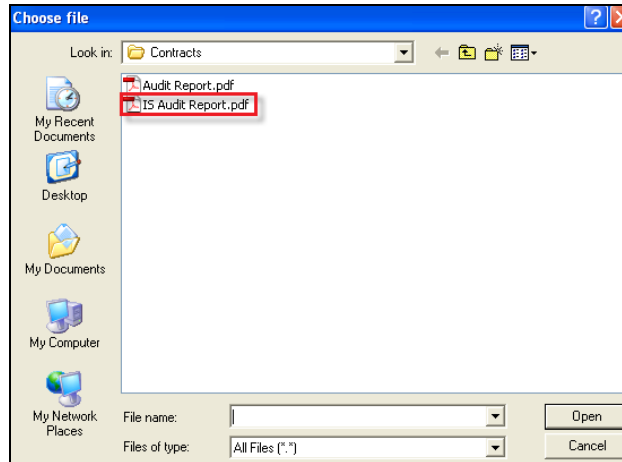 Choose file
Look in:
Contracts
My Recent
Documents
Desktop
My Documents
My Computer
My Network
Places
Audit Report.pdf
IS Audit Report.pdf
File name:
Open
Files of type:
All Files (*.*)
Cancel